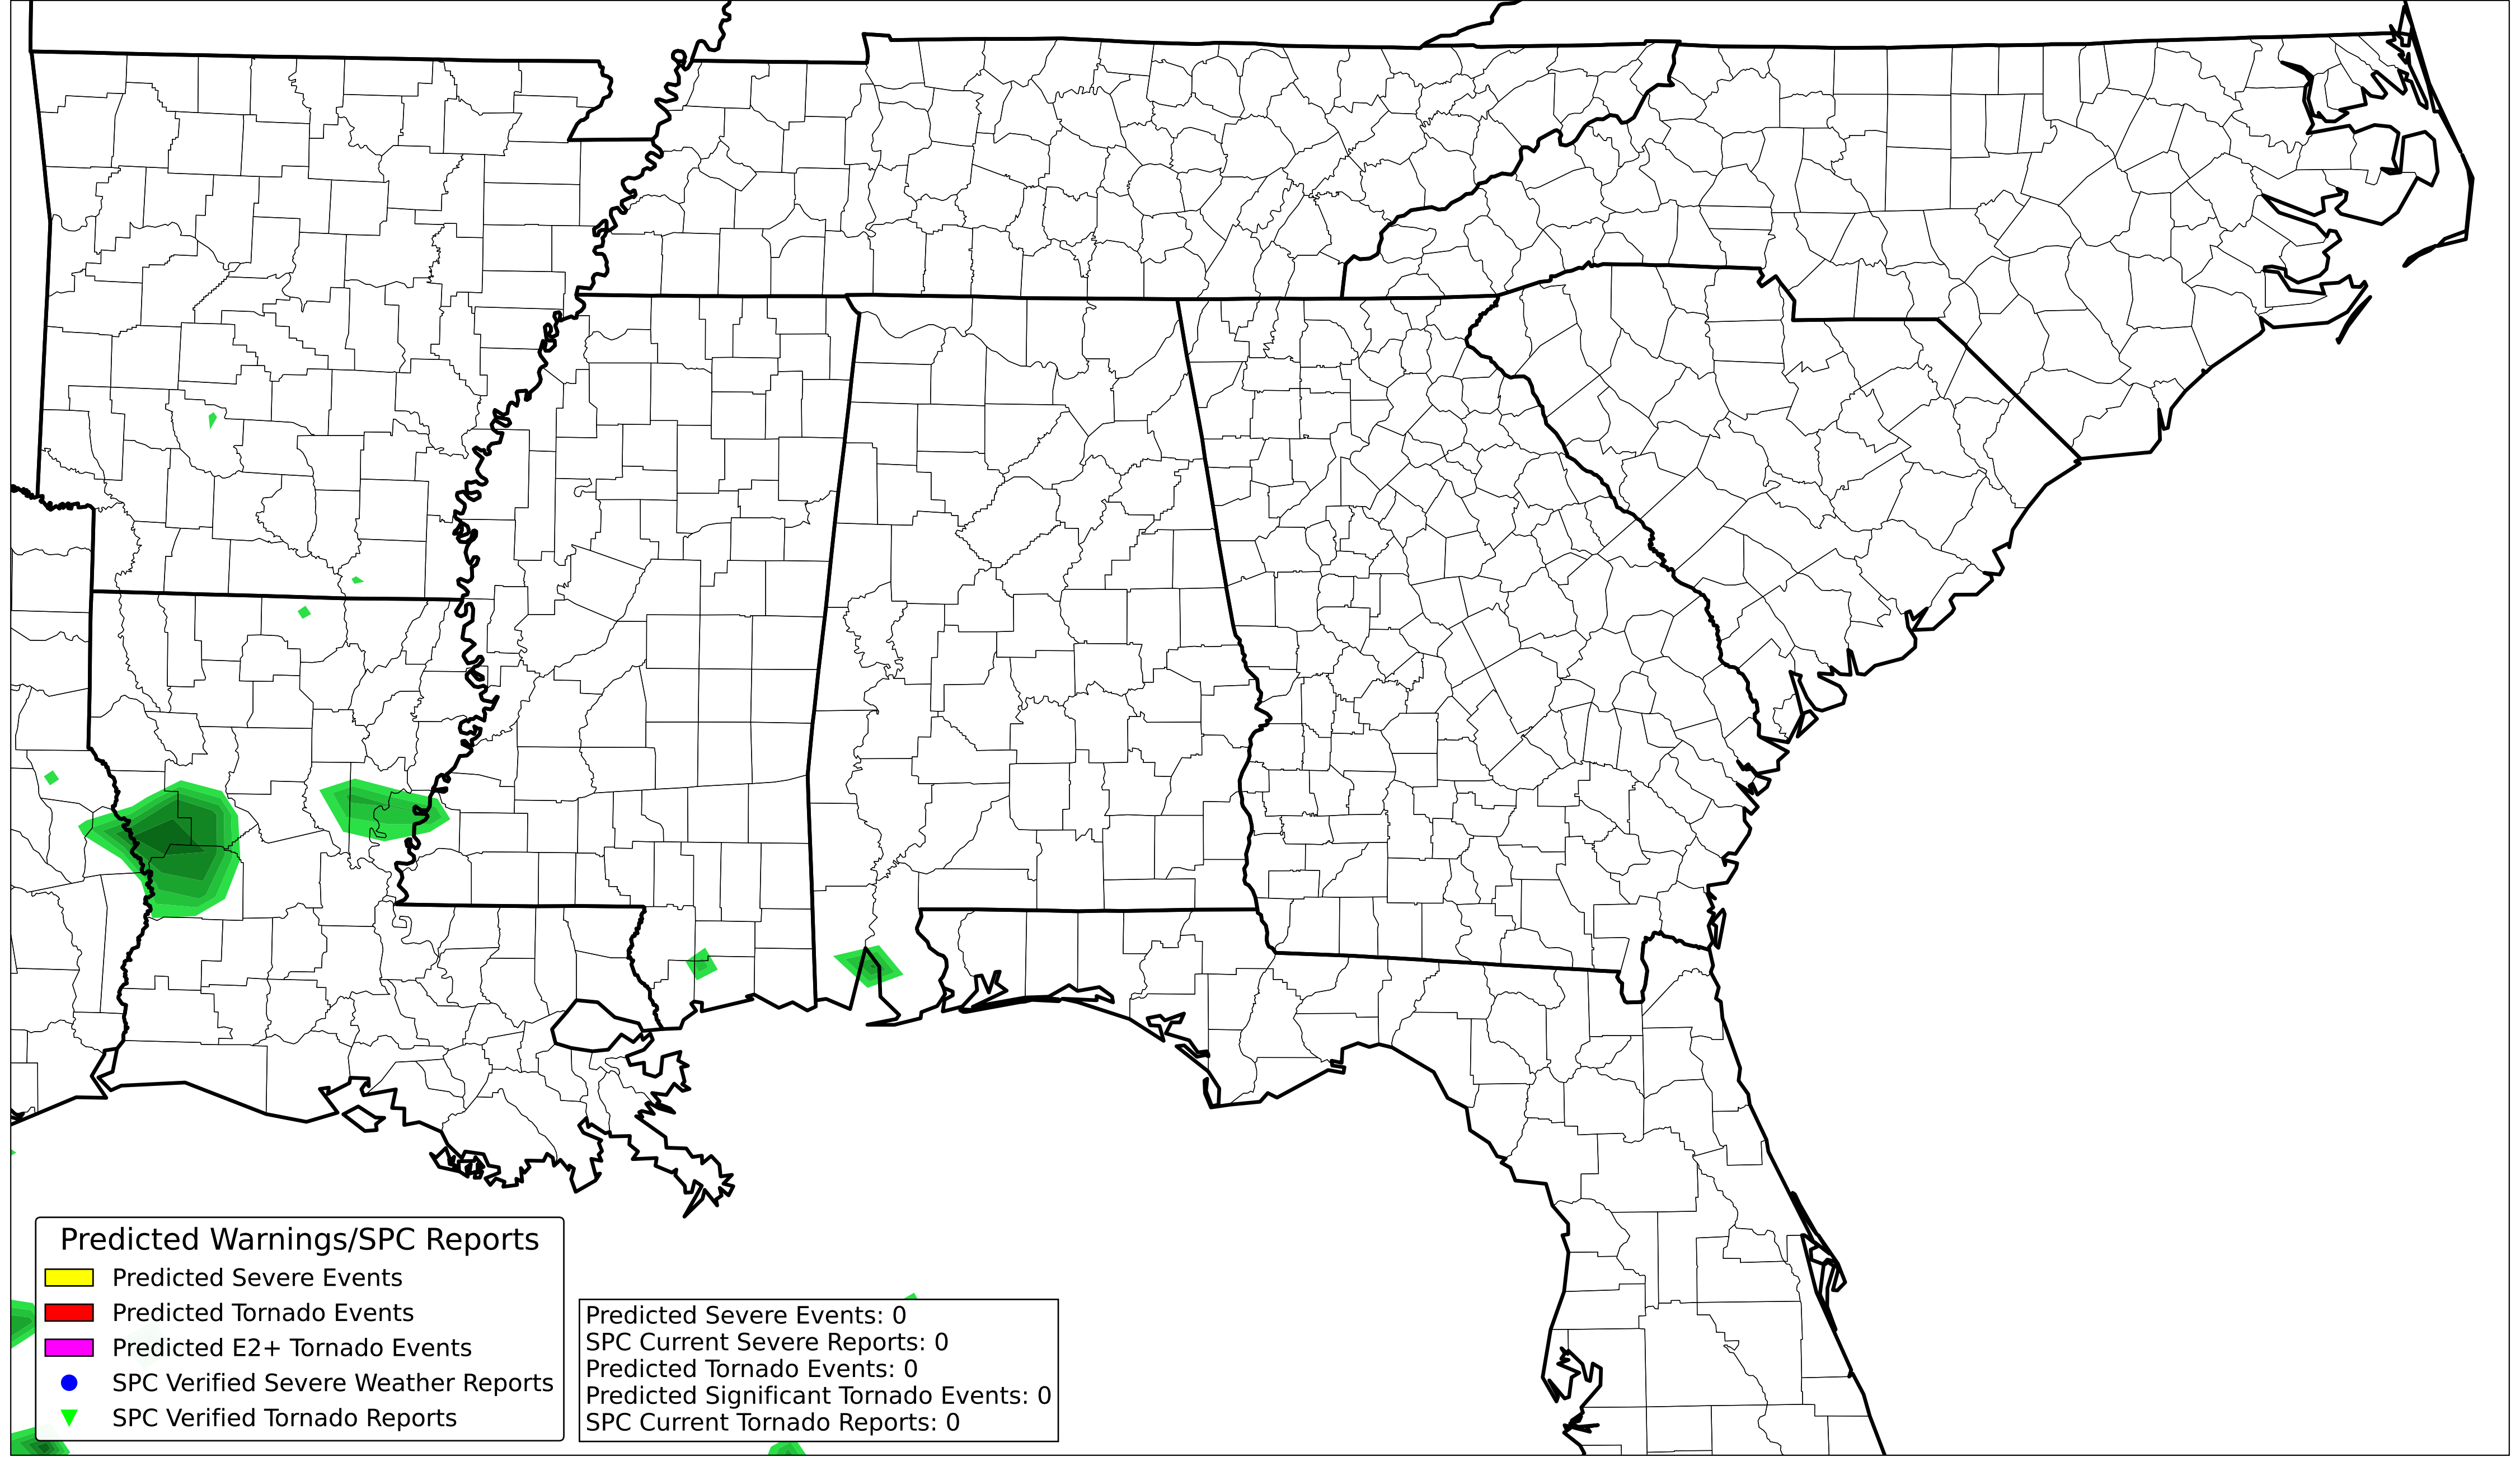 Predicted Warnings/SPC Reports
Predicted Severe Events
Predicted Tornado Events
Predicted E2+ Tornado Events
SPC Verified Severe Weather Reports
SPC Verified Tornado Reports
Predicted Severe Events: 0
SPC Current Severe Reports: 0
Predicted Tornado Events: 0
Predicted Significant Tornado Events: 0
SPC Current Tornado Reports: 0